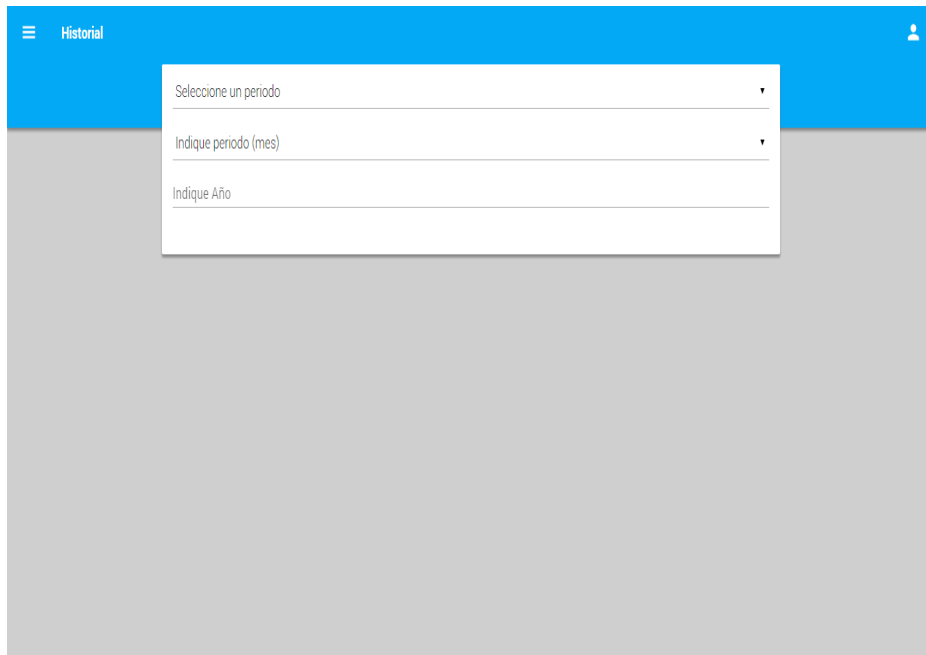 Historial
Seleccione un periodo
Indique periodo (mes)
Indique Año